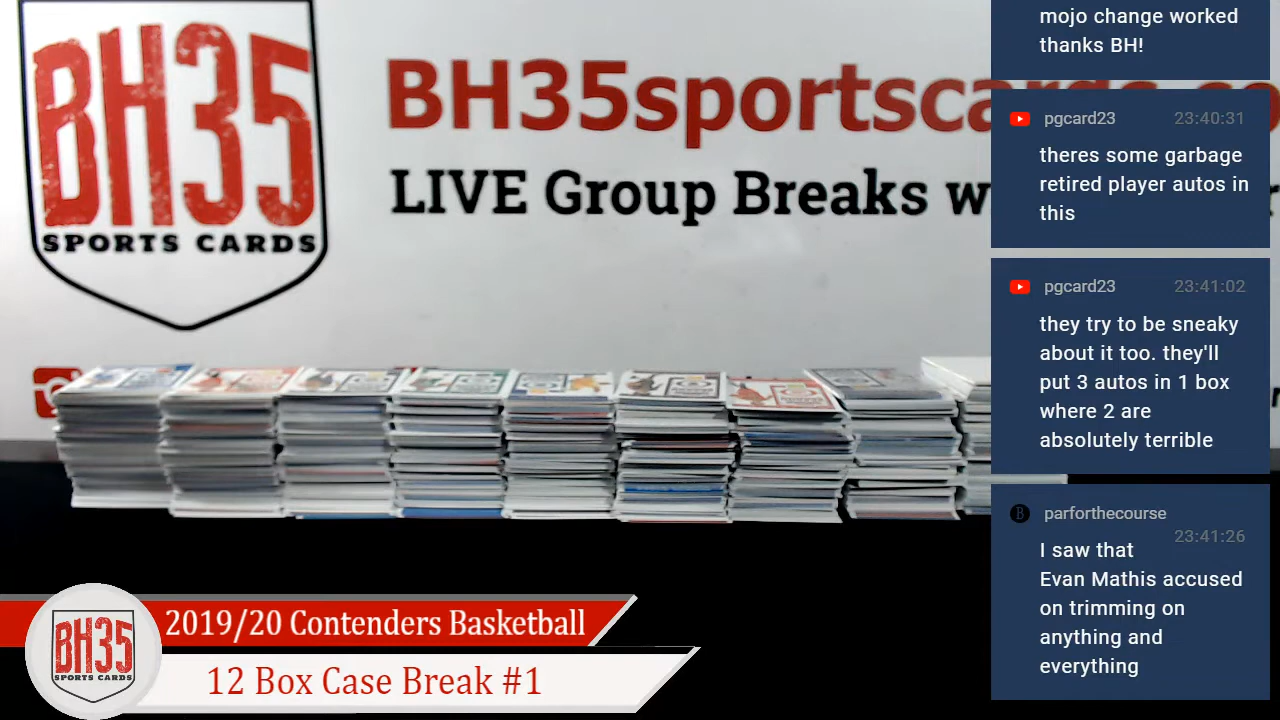 BH35
SPORTS CARDS
BH35sportscards.co
LIVE Group Breaks w
mojo change worked
thanks BH!
pgcard23 23:40:31
theres some garbage
retired player autos in
this
pgcard23 23:41:02
they try to be sneaky
about it too. they'll
put 3 autos in 1 box
where 2 are
absolutely terrible
parforthecourse
23:41:26
I saw that
Evan Mathis accused
on trimming on
anything and
everything
2019/20 Contenders Basketball
12 Box Case Break #1
BH35
SPORTS CARDS